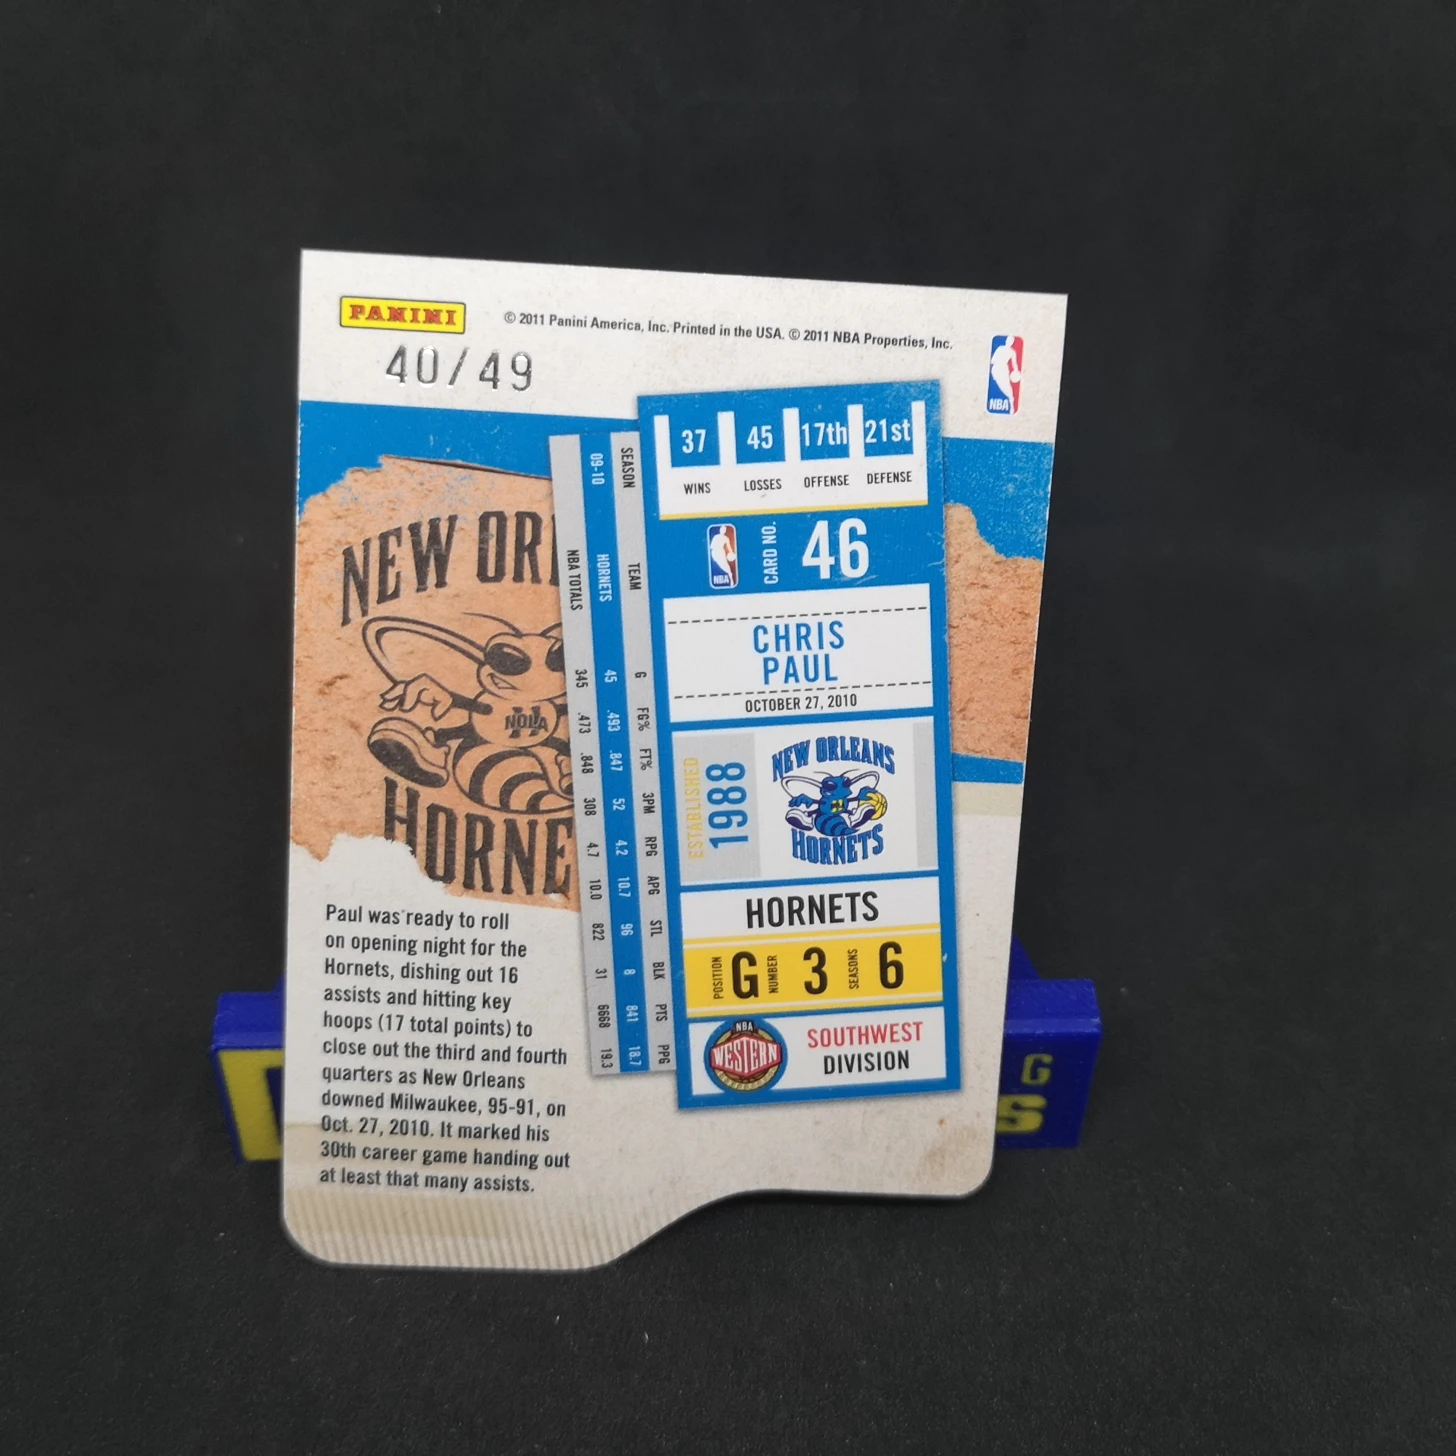 PANINI
© 2011 Panini America, Inc. Printed in the USA. © 2011 NBA Properties, Inc.
40/49
NBA
37 45 17th 21st
WINS LOSSES OFFENSE DEFENSE
NBA
CARD NO. 46
CHRIS
PAUL
OCTOBER 27, 2010
ESTABLISHED
1988
NEW ORLEANS
HORNETS
HORNETS
POSITION G NUMBER 3 SEASONS 6
NBA
WESTERN
SOUTHWEST
DIVISION
SEASON TEAM G FG% FT% 3PM RPG APG STL BLK PTS PPG
09-10 HORNETS 45 .493 .847 52 4.2 10.7 96 8 841 18.7
NBA TOTALS 345 .473 .848 308 4.7 10.0 822 31 6668 19.3
NEW ORL
NOLA
HORNE
Paul was ready to roll
on opening night for the
Hornets, dishing out 16
assists and hitting key
hoops (17 total points) to
close out the third and fourth
quarters as New Orleans
downed Milwaukee, 95-91, on
Oct. 27, 2010. It marked his
30th career game handing out
at least that many assists.
G
S